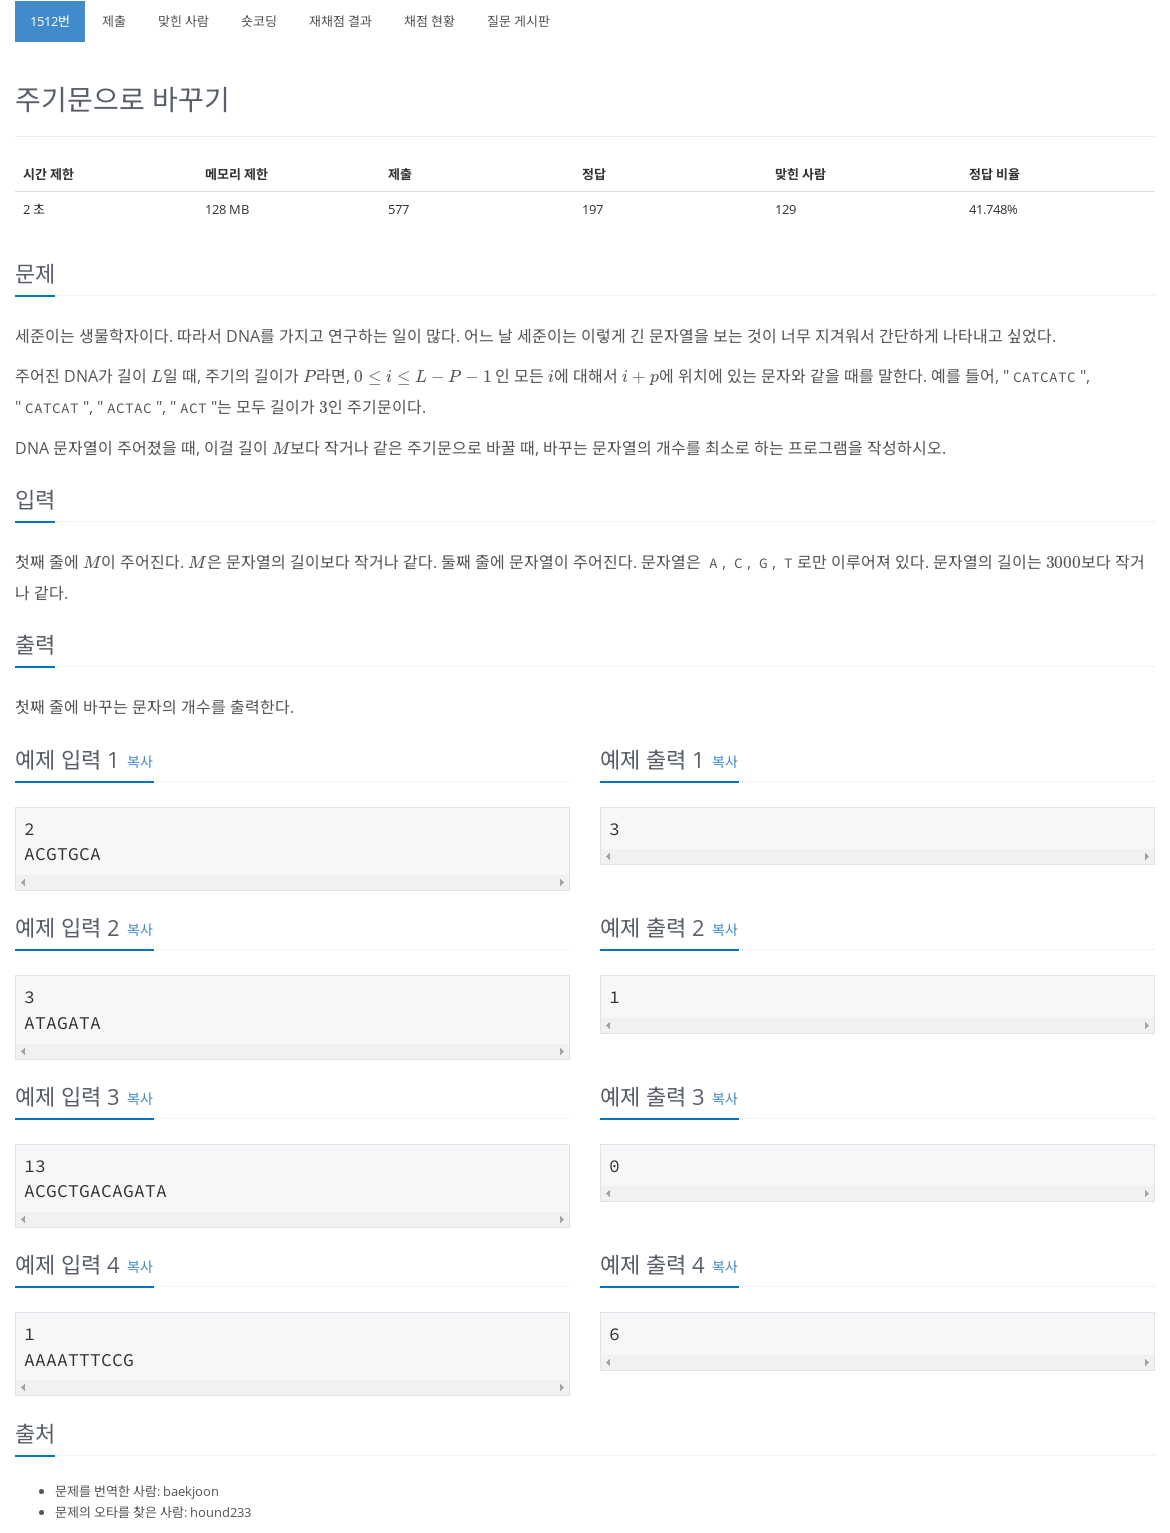 1512번 제출 맞힌 사람 숏코딩 재채점 결과 채점 현황 질문 게시판
주기문으로 바꾸기
시간 제한 메모리 제한 제출 정답 맞힌 사람 정답 비율
2 초 128 MB 577 197 129 41.748%
문제
세준이는 생물학자이다. 따라서 DNA를 가지고 연구하는 일이 많다. 어느 날 세준이는 이렇게 긴 문자열을 보는 것이 너무 지겨워서 간단하게 나타내고 싶었다.
주어진 DNA가 길이 L일 때, 주기의 길이가 P라면, 0 ≤ i ≤ L − P − 1 인 모든 i에 대해서 i + p에 위치에 있는 문자와 같을 때를 말한다. 예를 들어, " CATCATC ",
" CATCAT ", " ACTAC ", " ACT "는 모두 길이가 3인 주기문이다.
DNA 문자열이 주어졌을 때, 이걸 길이 M보다 작거나 같은 주기문으로 바꿀 때, 바꾸는 문자열의 개수를 최소로 하는 프로그램을 작성하시오.
입력
첫째 줄에 M이 주어진다. M은 문자열의 길이보다 작거나 같다. 둘째 줄에 문자열이 주어진다. 문자열은 A , C , G , T 로만 이루어져 있다. 문자열의 길이는 3000보다 작거
나 같다.
출력
첫째 줄에 바꾸는 문자의 개수를 출력한다.
예제 입력 1 복사 예제 출력 1 복사
2 3
ACGTGCA
예제 입력 2 복사 예제 출력 2 복사
3 1
ATAGATA
예제 입력 3 복사 예제 출력 3 복사
13 0
ACGCTGACAGATA
예제 입력 4 복사 예제 출력 4 복사
1 6
AAAATTTCCG
출처
문제를 번역한 사람: baekjoon
문제의 오타를 찾은 사람: hound233